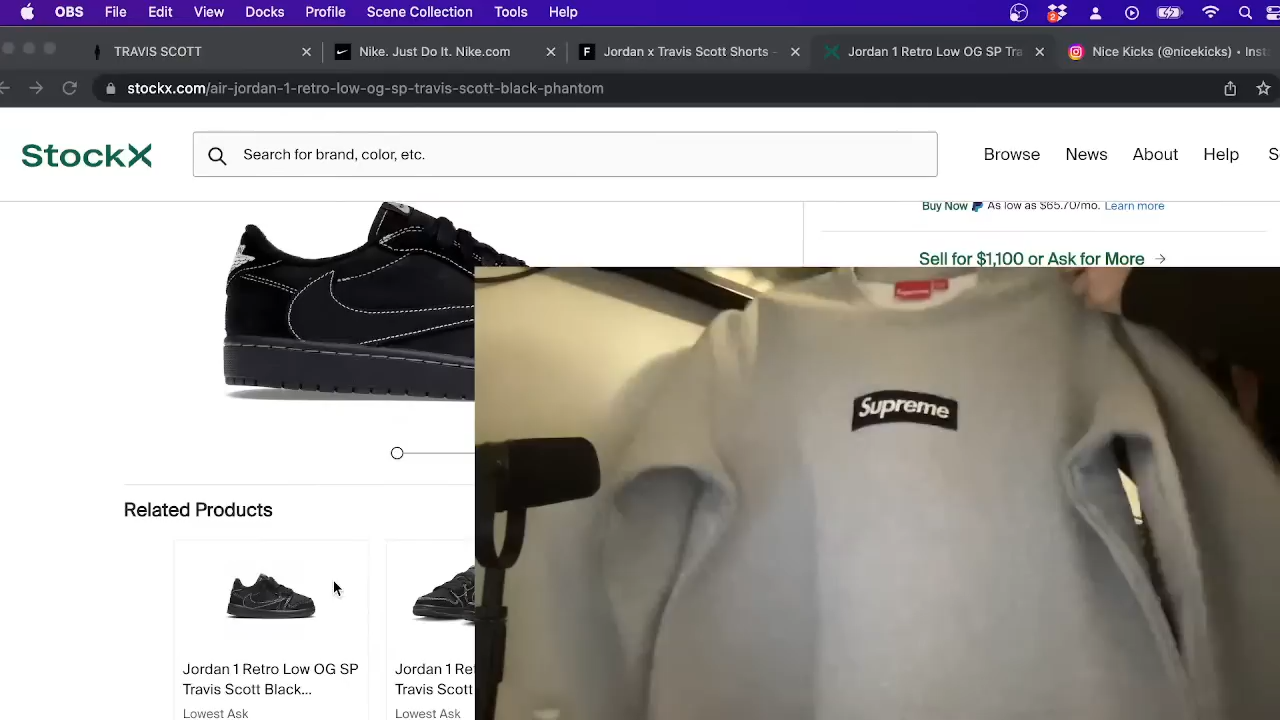 OBS File Edit View Docks Profile Scene Collection Tools Help
2
TRAVIS SCOTT
Nike. Just Do It. Nike.com
F Jordan x Travis Scott Shorts –
Jordan 1 Retro Low OG SP Tra
Nice Kicks (@nicekicks) • Inst
stockx.com/air-jordan-1-retro-low-og-sp-travis-scott-black-phantom
StockX
Search for brand, color, etc.
Browse News About Help S
Buy Now As low as $65.70/mo. Learn more
Sell for $1,100 or Ask for More
Supreme
Supreme
Related Products
Jordan 1 Retro Low OG SP
Travis Scott Black...
Lowest Ask
Jordan 1 Re
Travis Scott
Lowest Ask